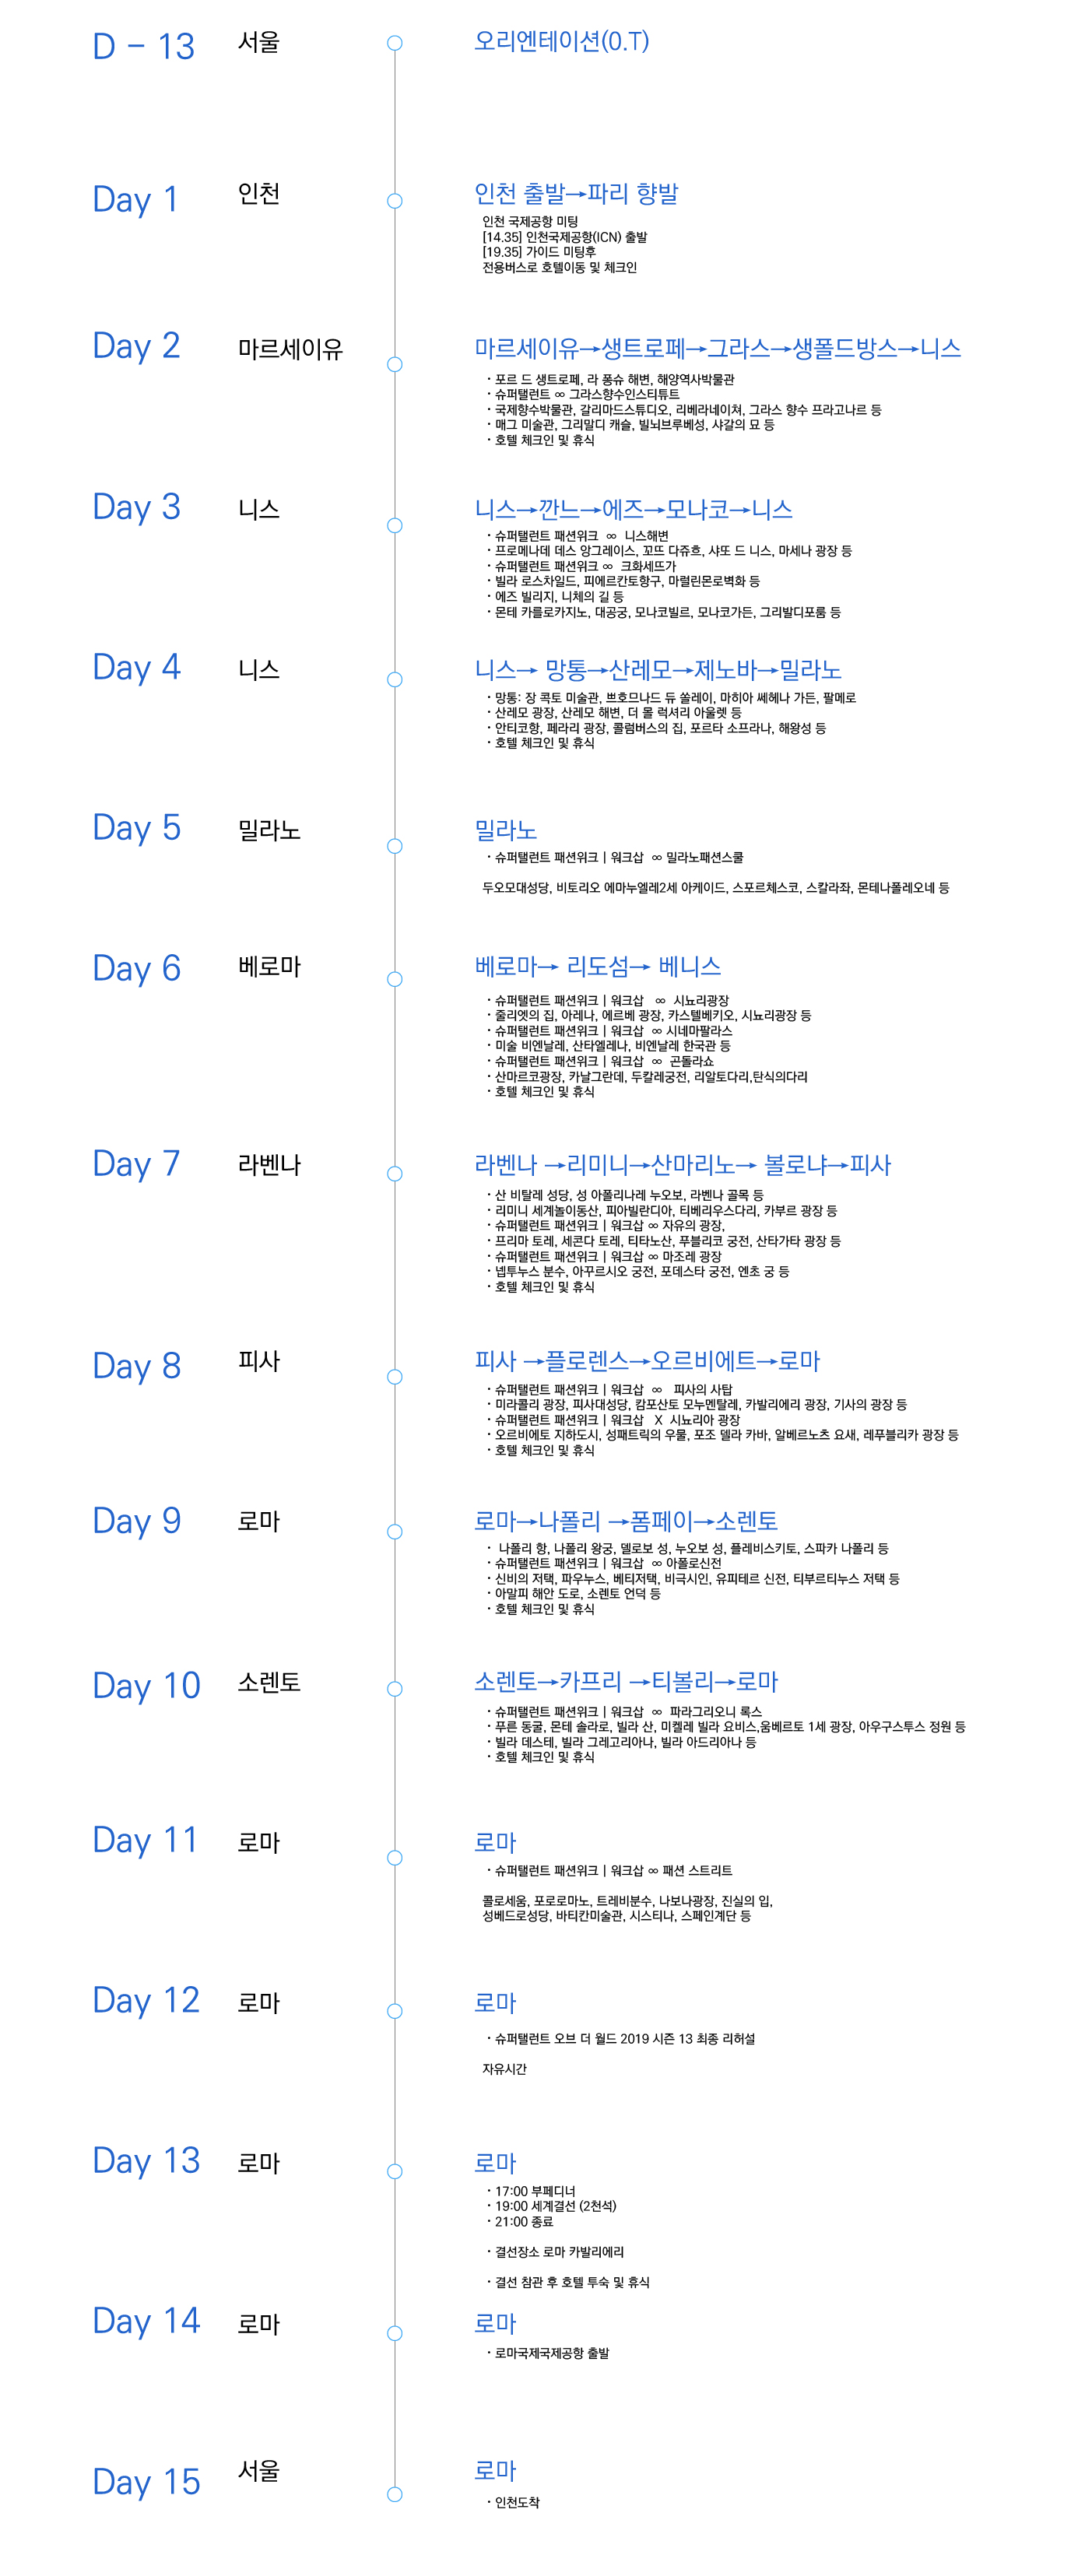 D - 13
서울
오리엔테이션(O.T)
Day 1
인천
인천 출발→파리 향발
인천 국제공항 미팅
[14.35] 인천국제공항(ICN) 출발
[19.35] 가이드 미팅후
전용버스로 호텔이동 및 체크인
Day 2
마르세이유
마르세이유→생트로페→그라스→생폴드방스→니스
· 포르 드 생트로페, 라 퐁슈 해변, 해양역사박물관
· 슈퍼탤런트 ∞ 그라스향수인스티튜트
· 국제향수박물관, 갈리마드스튜디오, 리베라네이쳐, 그라스 향수 프라고나르 등
· 매그 미술관, 그리말디 캐슬, 빌뇌브루베성, 샤갈의 묘 등
· 호텔 체크인 및 휴식
Day 3
니스
니스→깐느→에즈→모나코→니스
· 슈퍼탤런트 패션위크 ∞ 니스해변
· 프로메나데 데스 앙그레이스, 꼬뜨 다쥬흐, 샤또 드 니스, 마세나 광장 등
· 슈퍼탤런트 패션위크 ∞ 크화세뜨가
· 빌라 로스차일드, 피에르칸토항구, 마렬린몬로벽화 등
· 에즈 빌리지, 니체의 길 등
· 몬테 카를로카지노, 대공궁, 모나코빌르, 모나코가든, 그리발디포룸 등
Day 4
니스
니스→ 망통→산레모→제노바→밀라노
· 망통: 장 콕토 미술관, 쁘호므나드 듀 쏠레이, 마히아 쎄헤나 가든, 팔메로
· 산레모 광장, 산레모 해변, 더 몰 럭셔리 아울렛 등
· 안티코항, 페라리 광장, 콜럼버스의 집, 포르타 소프라나, 해왕성 등
· 호텔 체크인 및 휴식
Day 5
밀라노
밀라노
· 슈퍼탤런트 패션위크 | 워크샵 ∞ 밀라노패션스쿨
두오모대성당, 비토리오 에마누엘레2세 아케이드, 스포르체스코, 스칼라좌, 몬테나폴레오네 등
Day 6
베로마
베로마→ 리도섬→ 베니스
· 슈퍼탤런트 패션위크 | 워크샵 ∞ 시뇨리광장
· 줄리엣의 집, 아레나, 에르베 광장, 카스텔베키오, 시뇨리광장 등
· 슈퍼탤런트 패션위크 | 워크샵 ∞ 시네마팔라스
· 미술 비엔날레, 산타엘레나, 비엔날레 한국관 등
· 슈퍼탤런트 패션위크 | 워크샵 ∞ 곤돌라쇼
· 산마르코광장, 카날그란데, 두칼레궁전, 리알토다리,탄식의다리
· 호텔 체크인 및 휴식
Day 7
라벤나
라벤나 →리미니→산마리노→ 볼로냐→피사
· 산 비탈레 성당, 성 아폴리나레 누오보, 라벤나 골목 등
· 리미니 세계놀이동산, 피아빌란디아, 티베리우스다리, 카부르 광장 등
· 슈퍼탤런트 패션위크 | 워크샵 ∞ 자유의 광장,
· 프리마 토레, 세콘다 토레, 티타노산, 푸블리코 궁전, 산타가타 광장 등
· 슈퍼탤런트 패션위크 | 워크샵 ∞ 마조레 광장
· 넵투누스 분수, 아꾸르시오 궁전, 포데스타 궁전, 엔초 궁 등
· 호텔 체크인 및 휴식
Day 8
피사
피사 →플로렌스→오르비에트→로마
· 슈퍼탤런트 패션위크 | 워크샵 ∞ 피사의 사탑
· 미라콜리 광장, 피사대성당, 캄포산토 모누멘탈레, 카발리에리 광장, 기사의 광장 등
· 슈퍼탤런트 패션위크 | 워크샵 X 시뇨리아 광장
· 오르비에토 지하도시, 성패트릭의 우물, 포조 델라 카바, 알베르노츠 요새, 레푸블리카 광장 등
· 호텔 체크인 및 휴식
Day 9
로마
로마→나폴리 →폼페이→소렌토
· 나폴리 항, 나폴리 왕궁, 델로보 성, 누오보 성, 플레비스키토, 스파카 나폴리 등
· 슈퍼탤런트 패션위크 | 워크샵 ∞ 아폴로신전
· 신비의 저택, 파우누스, 베티저택, 비극시인, 유피테르 신전, 티부르티누스 저택 등
· 아말피 해안 도로, 소렌토 언덕 등
· 호텔 체크인 및 휴식
Day 10
소렌토
소렌토→카프리 →티볼리→로마
· 슈퍼탤런트 패션위크 | 워크샵 ∞ 파라그리오니 록스
· 푸른 동굴, 몬테 솔라로, 빌라 산, 미켈레 빌라 요비스,움베르토 1세 광장, 아우구스투스 정원 등
· 빌라 데스테, 빌라 그레고리아나, 빌라 아드리아나 등
· 호텔 체크인 및 휴식
Day 11
로마
로마
· 슈퍼탤런트 패션위크 | 워크샵 ∞ 패션 스트리트
콜로세움, 포로로마노, 트레비분수, 나보나광장, 진실의 입,
성베드로성당, 바티칸미술관, 시스티나, 스페인계단 등
Day 12
로마
로마
· 슈퍼탤런트 오브 더 월드 2019 시즌 13 최종 리허설
자유시간
Day 13
로마
로마
· 17:00 부페디너
· 19:00 세계결선 (2천석)
· 21:00 종료
· 결선장소 로마 카발리에리
· 결선 참관 후 호텔 투숙 및 휴식
Day 14
로마
로마
· 로마국제국제공항 출발
Day 15
서울
로마
· 인천도착